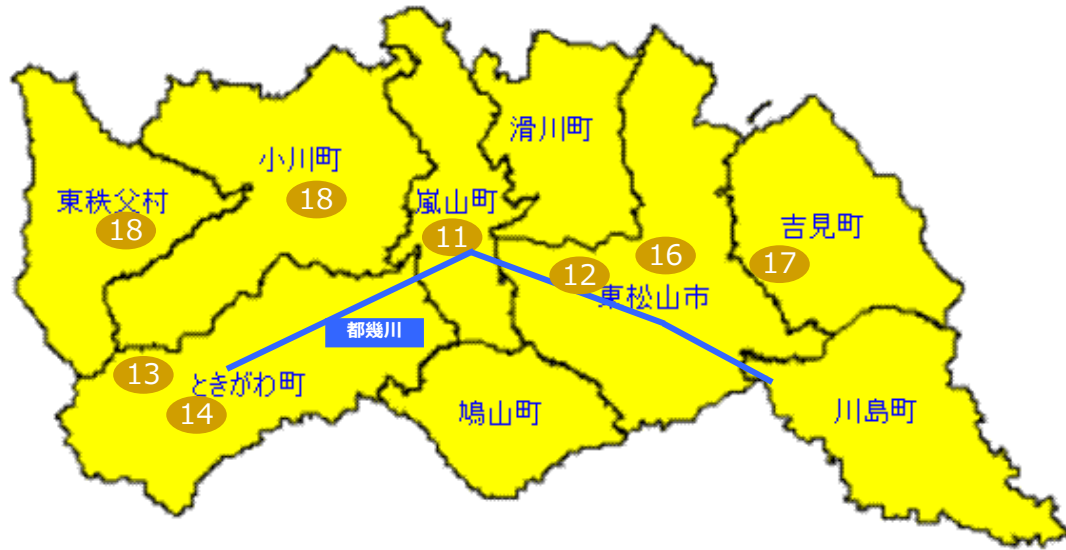 滑川町
小川町
18
東秩父村
18
嵐山町
11
吉見町
16
17
12
東松山市
都幾川
13
ときがわ町
14
鳩山町
川島町